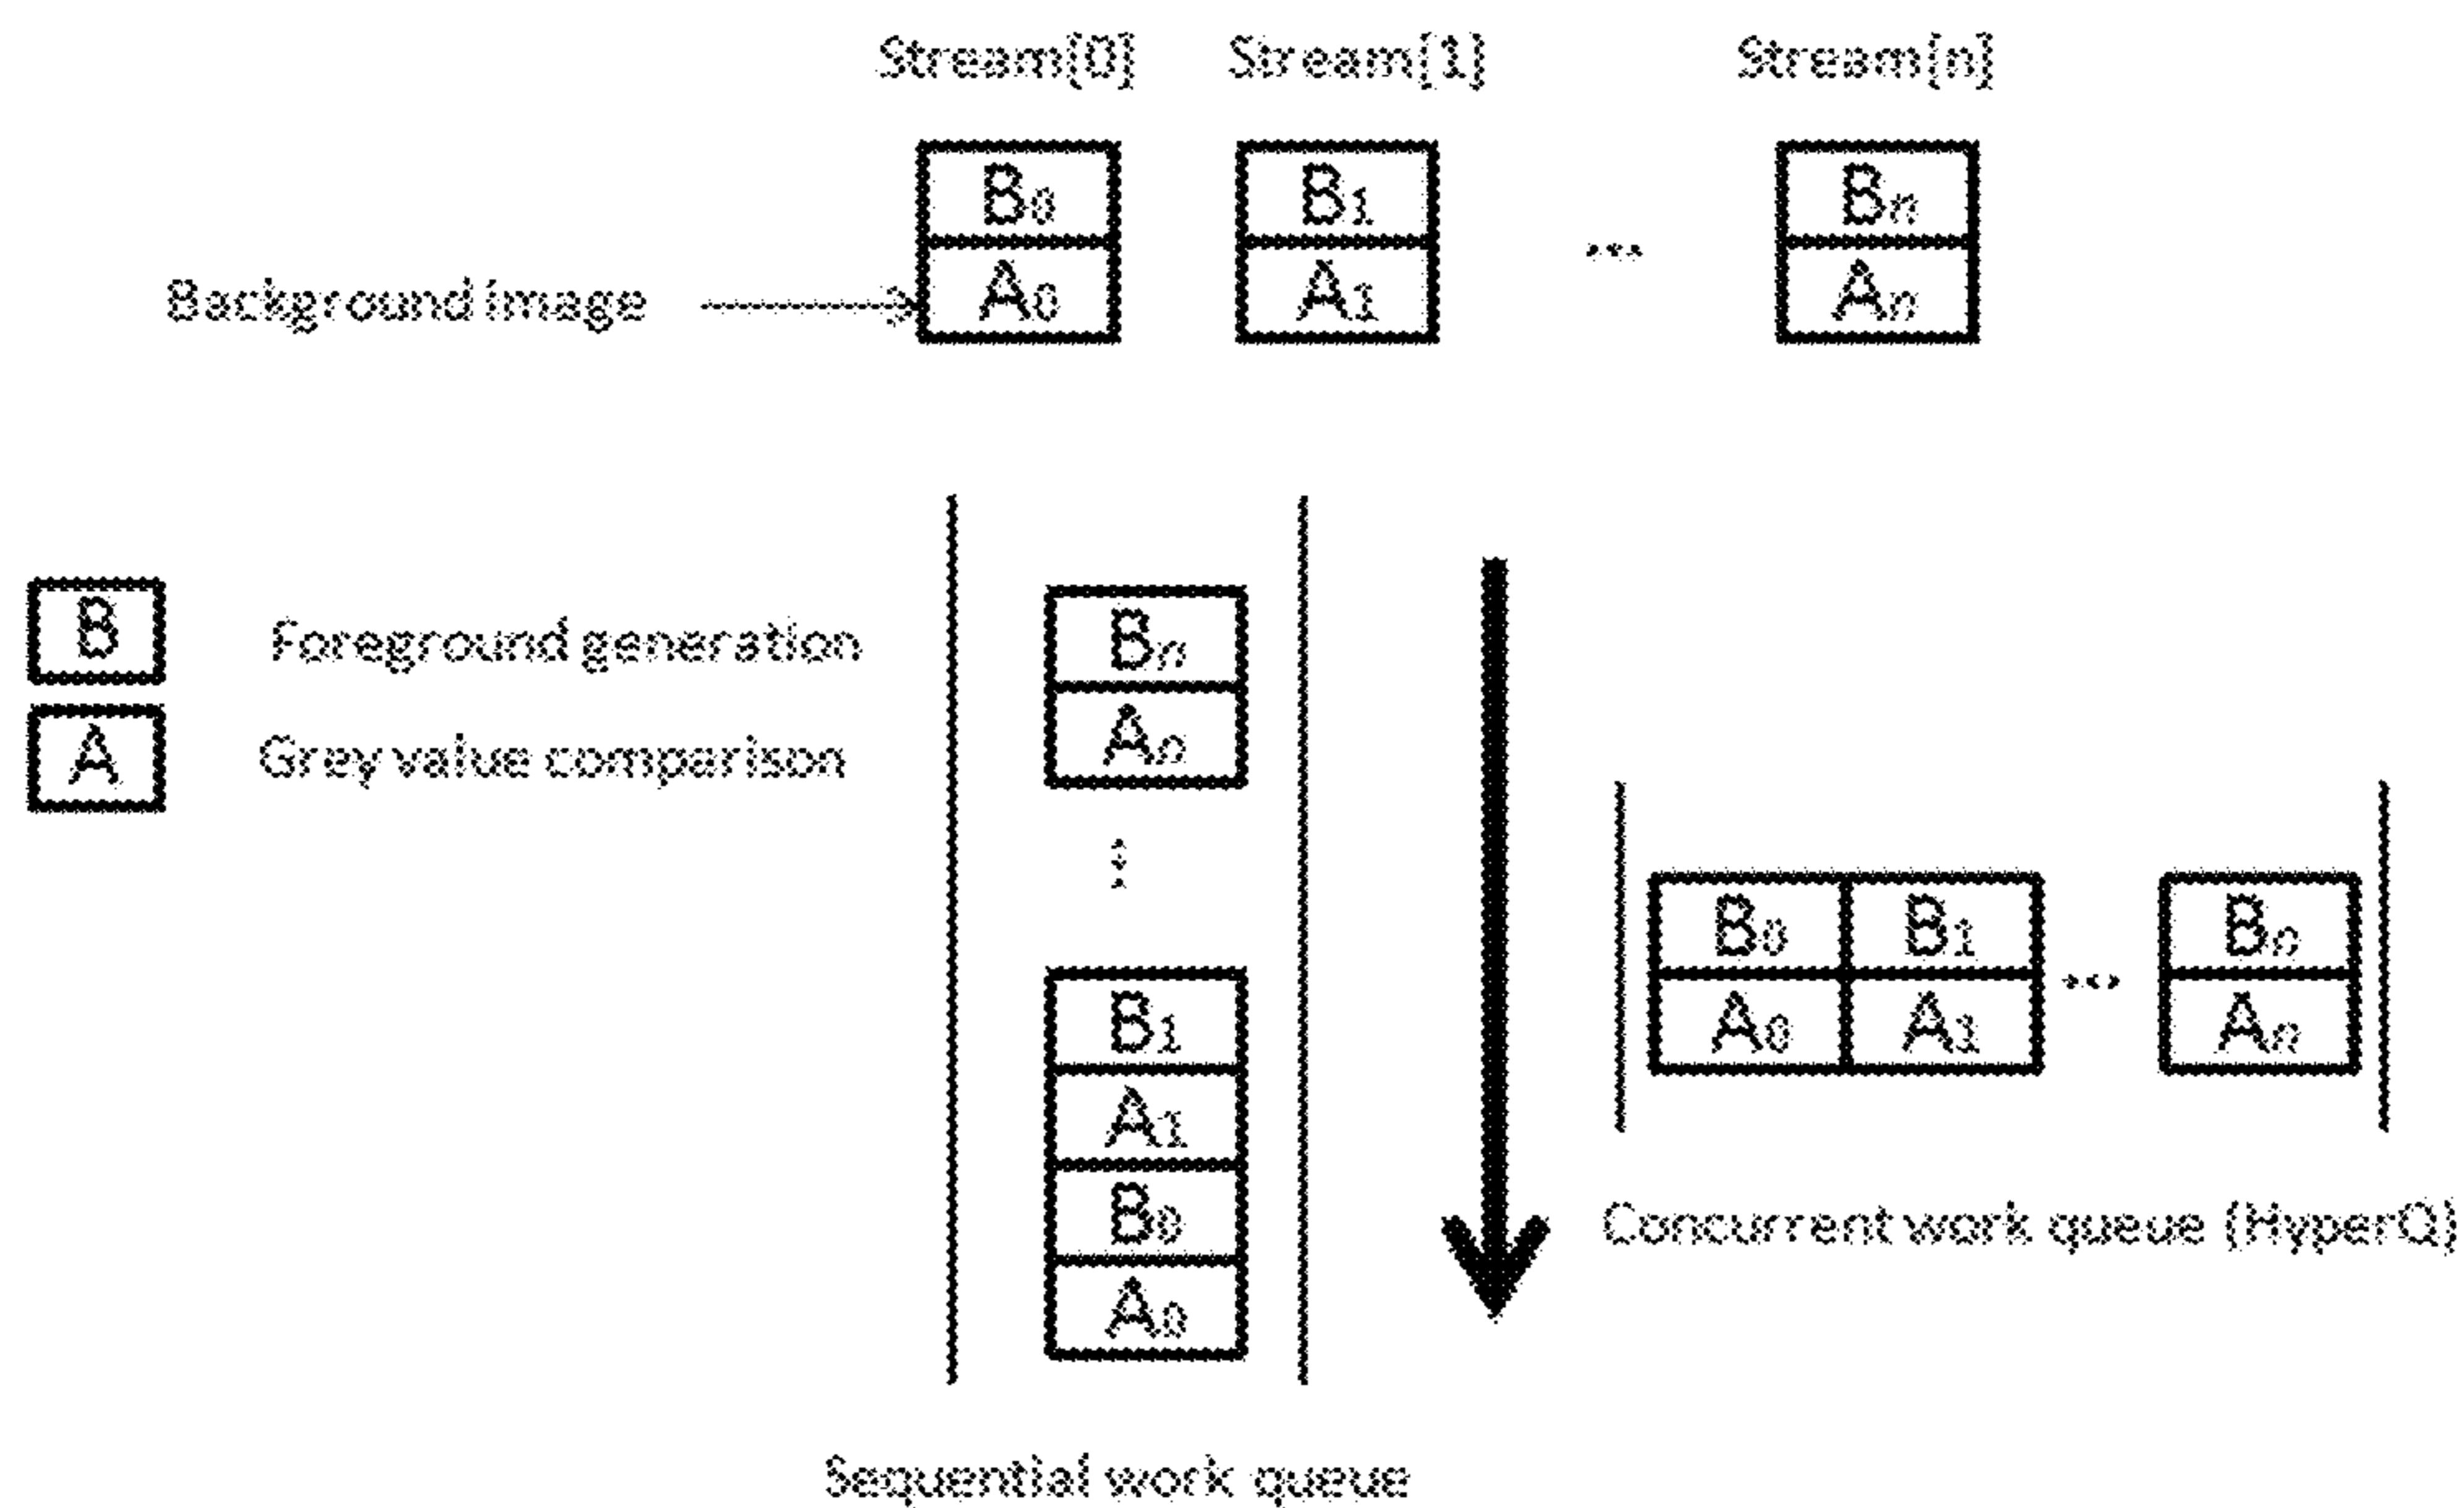 Stream[0] Stream[1] Stream[n]
B0 B1 Bn
...
Background image A0 A1 An
B Foreground generation
Bn
A Grey value comparison
An
⋮
B0 B1 ... Bn
A0 A1 An
B1
A1
B0
A0
Concurrent work queue (HyperQ)
Sequential work queue